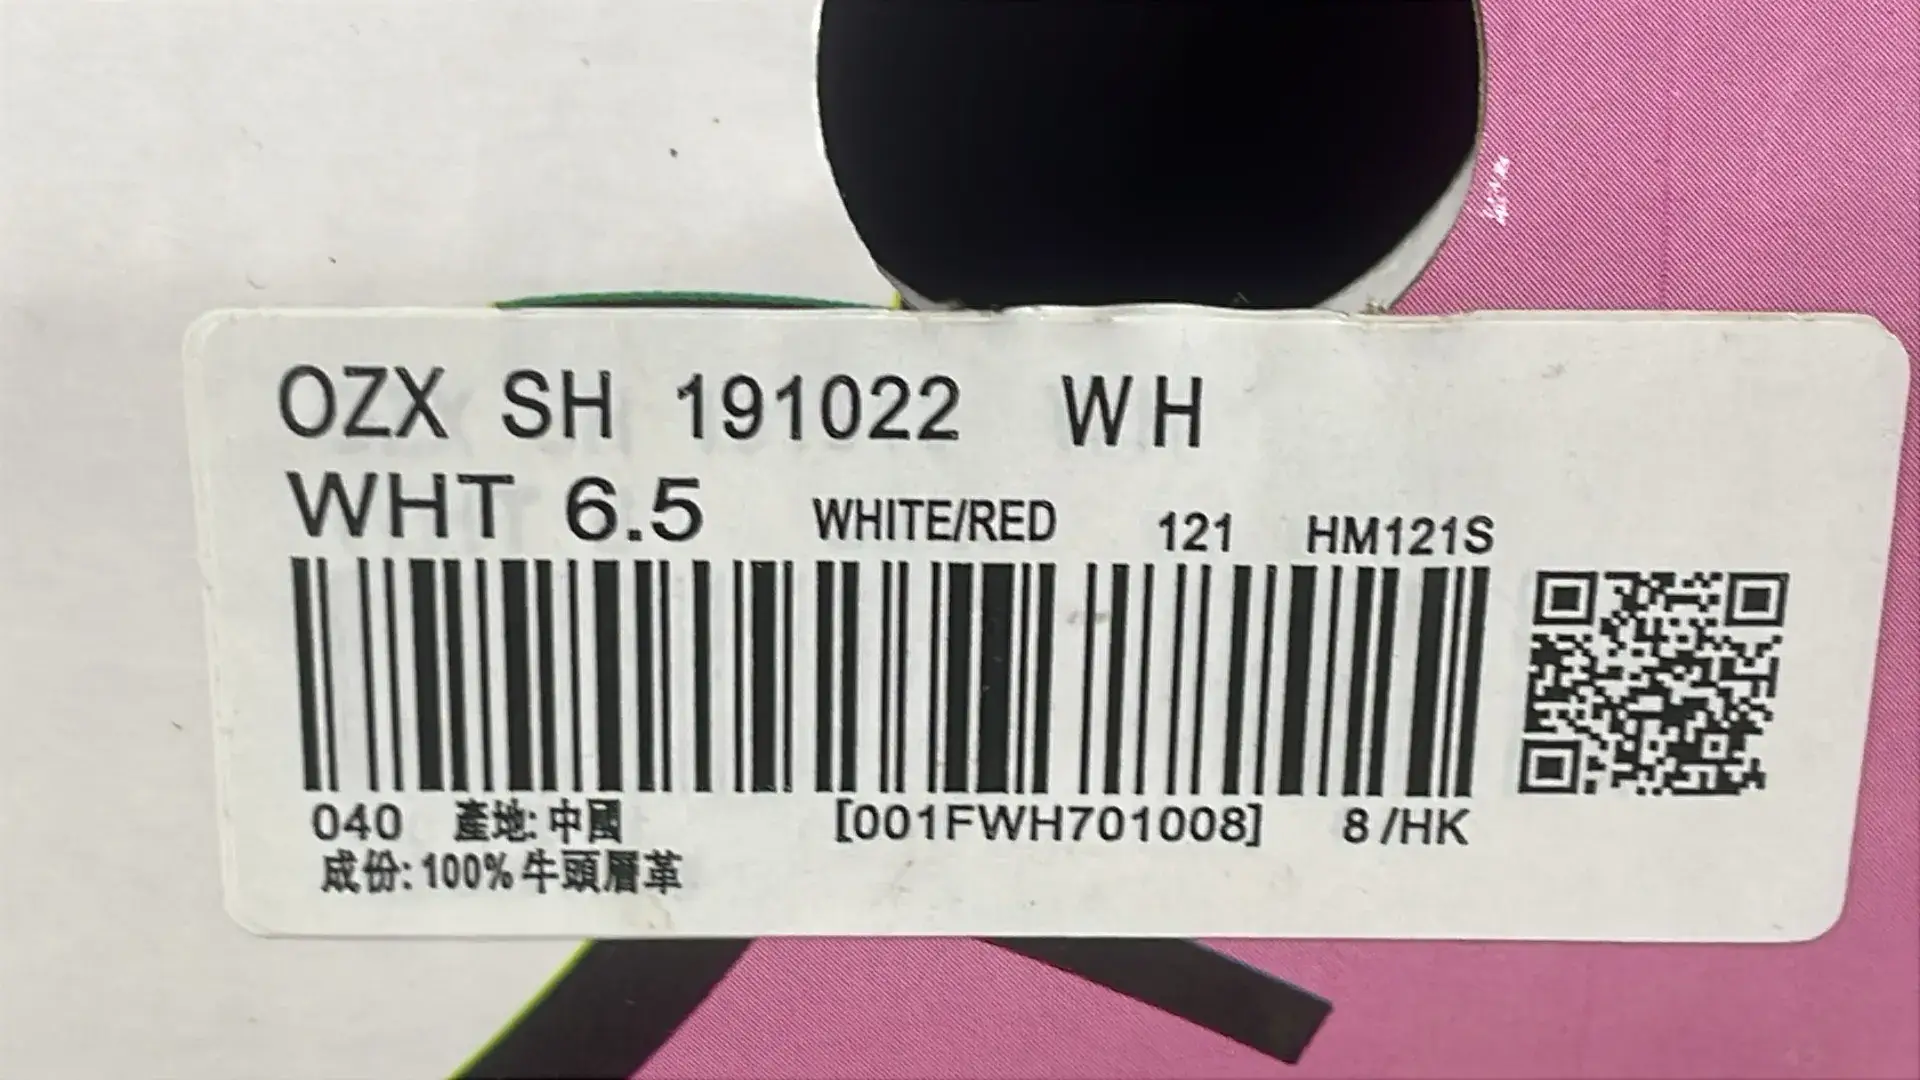 OZX SH 191022 WH
WHT 6.5 WHITE/RED 121 HM121S
040 產地:中國 [001FWH701008] 8/HK
成份:100%牛頭層革